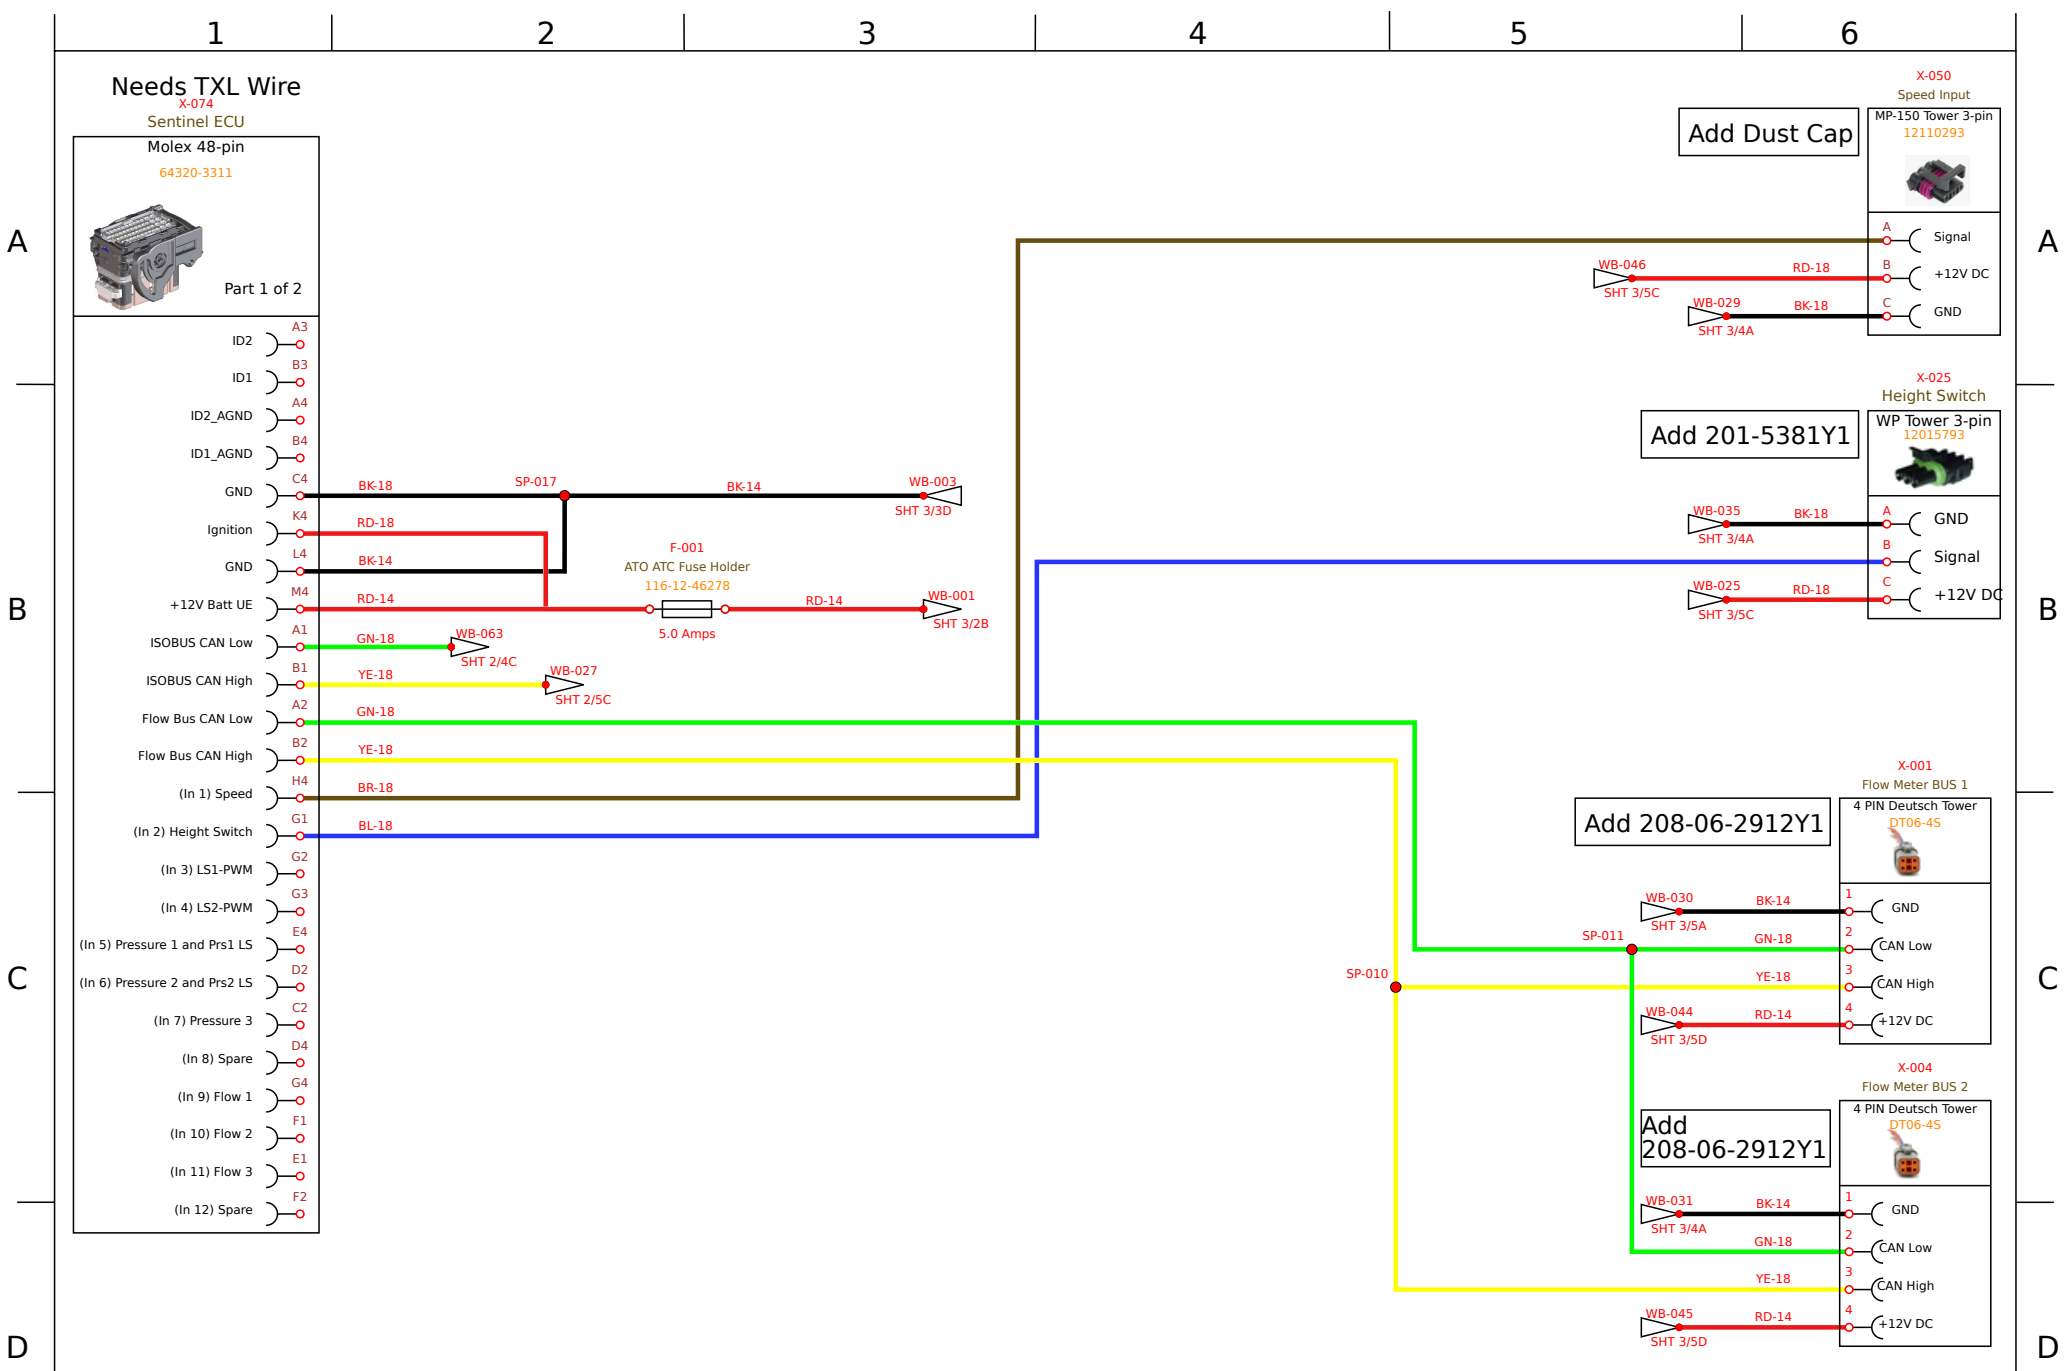 1
2
3
4
5
6
A
A
B
B
C
C
D
D
Needs TXL Wire
X-074
Sentinel ECU
Molex 48-pin
64320-3311
Part 1 of 2
ID2
A3
ID1
B3
ID2_AGND
A4
ID1_AGND
B4
GND
C4
Ignition
K4
GND
L4
+12V Batt UE
M4
ISOBUS CAN Low
A1
ISOBUS CAN High
B1
Flow Bus CAN Low
A2
Flow Bus CAN High
B2
(In 1) Speed
H4
(In 2) Height Switch
G1
(In 3) LS1-PWM
G2
(In 4) LS2-PWM
G3
(In 5) Pressure 1 and Prs1 LS
E4
(In 6) Pressure 2 and Prs2 LS
D2
(In 7) Pressure 3
C2
(In 8) Spare
D4
(In 9) Flow 1
G4
(In 10) Flow 2
F1
(In 11) Flow 3
E1
(In 12) Spare
F2
BK-18
SP-017
BK-14
WB-003
SHT 3/3D
RD-18
BK-14
F-001
ATO ATC Fuse Holder
116-12-46278
5.0 Amps
RD-14
RD-14
WB-001
SHT 3/2B
GN-18
WB-063
SHT 2/4C
YE-18
WB-027
SHT 2/5C
GN-18
YE-18
BR-18
BL-18
X-050
Speed Input
Add Dust Cap
MP-150 Tower 3-pin
12110293
A
Signal
WB-046
SHT 3/5C
RD-18
B
+12V DC
WB-029
SHT 3/4A
BK-18
C
GND
X-025
Height Switch
Add 201-5381Y1
WP Tower 3-pin
12015793
WB-035
SHT 3/4A
BK-18
A
GND
B
Signal
WB-025
SHT 3/5C
RD-18
C
+12V DC
X-001
Flow Meter BUS 1
Add 208-06-2912Y1
4 PIN Deutsch Tower
DT06-4S
WB-030
SHT 3/5A
BK-14
1
GND
SP-011
GN-18
2
CAN Low
SP-010
YE-18
3
CAN High
WB-044
SHT 3/5D
RD-14
4
+12V DC
X-004
Flow Meter BUS 2
Add
208-06-2912Y1
4 PIN Deutsch Tower
DT06-4S
WB-031
SHT 3/4A
BK-14
1
GND
GN-18
2
CAN Low
YE-18
3
CAN High
WB-045
SHT 3/5D
RD-14
4
+12V DC